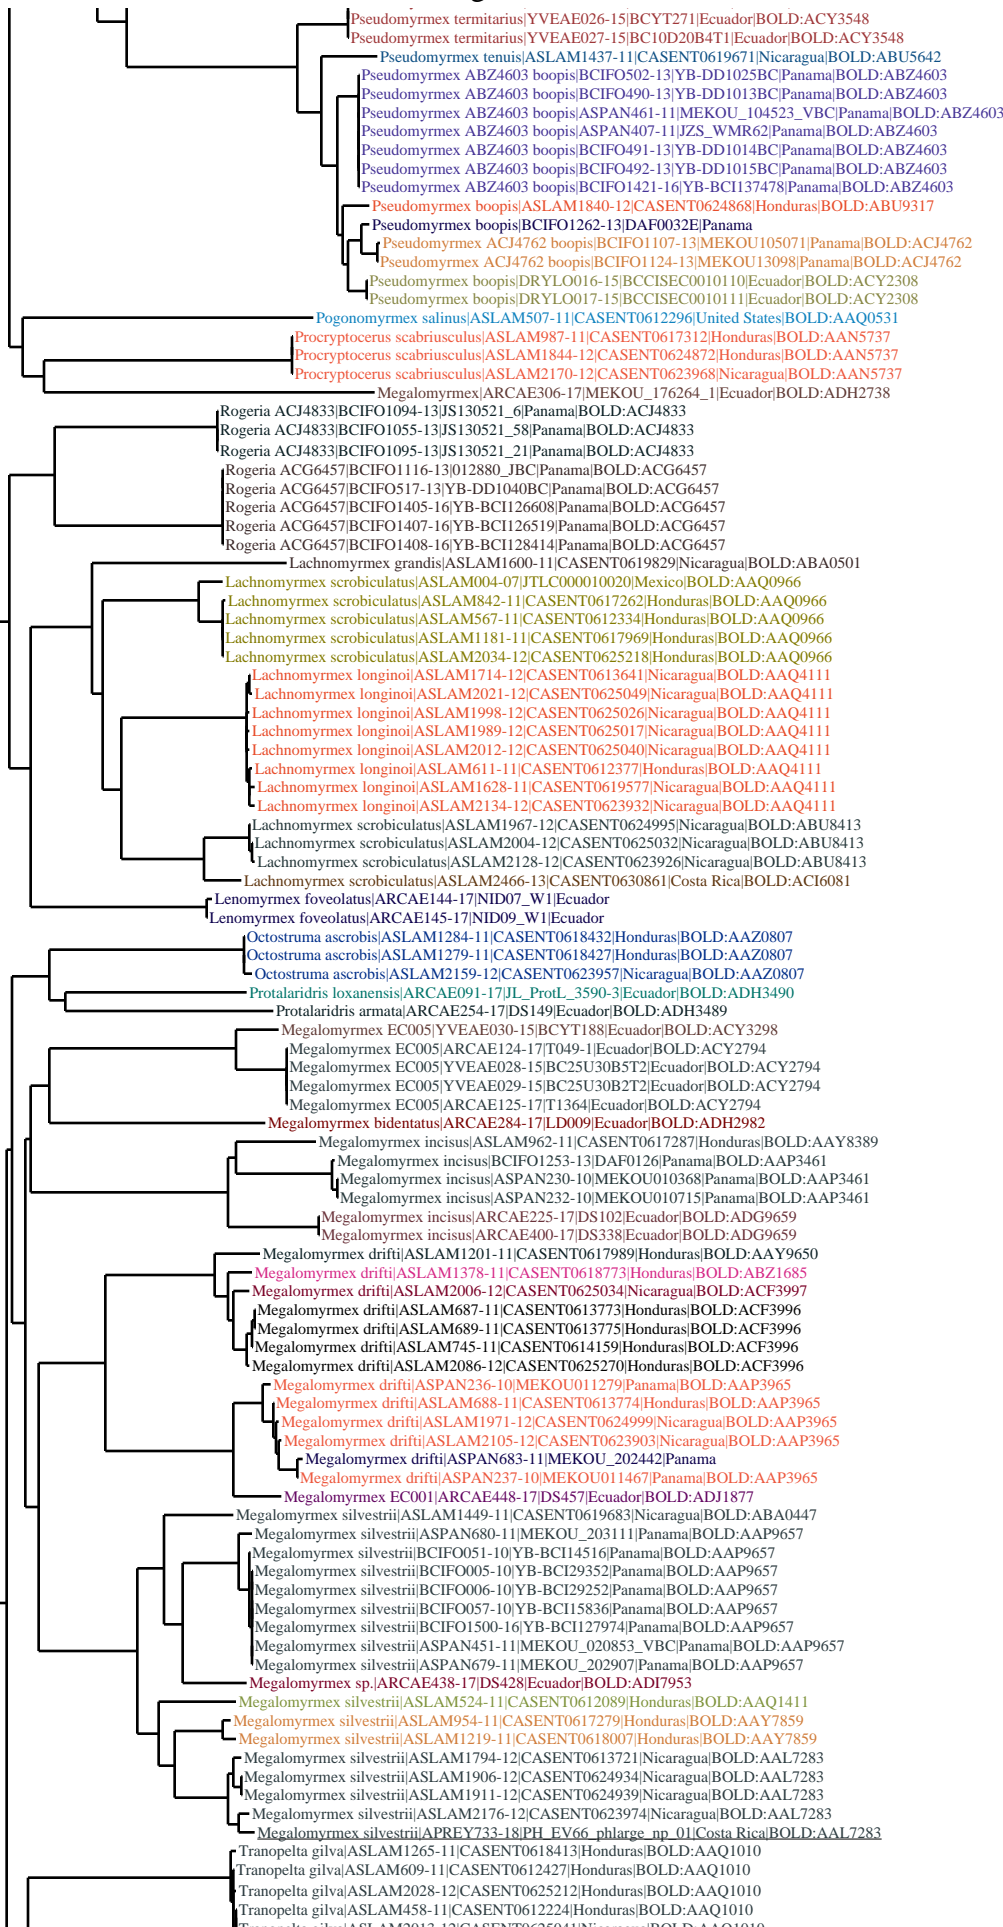 Pseudomyrmex termitarius|YVEAE026-15|BCYT271|Ecuador|BOLD:ACY3548
Pseudomyrmex termitarius|YVEAE027-15|BC10D20B4T1|Ecuador|BOLD:ACY3548
Pseudomyrmex tenuis|ASLAM1437-11|CASENT0619671|Nicaragua|BOLD:ABU5642
Pseudomyrmex ABZ4603 boopis|BCIFO502-13|YB-DD1025BC|Panama|BOLD:ABZ4603
Pseudomyrmex ABZ4603 boopis|BCIFO490-13|YB-DD1013BC|Panama|BOLD:ABZ4603
Pseudomyrmex ABZ4603 boopis|ASPAN461-11|MEKOU_104523_VBC|Panama|BOLD:ABZ4603
Pseudomyrmex ABZ4603 boopis|ASPAN407-11|JZS_WMR62|Panama|BOLD:ABZ4603
Pseudomyrmex ABZ4603 boopis|BCIFO491-13|YB-DD1014BC|Panama|BOLD:ABZ4603
Pseudomyrmex ABZ4603 boopis|BCIFO492-13|YB-DD1015BC|Panama|BOLD:ABZ4603
Pseudomyrmex ABZ4603 boopis|BCIFO1421-16|YB-BCI137478|Panama|BOLD:ABZ4603
Pseudomyrmex boopis|ASLAM1840-12|CASENT0624868|Honduras|BOLD:ABU9317
Pseudomyrmex boopis|BCIFO1262-13|DAF0032E|Panama
Pseudomyrmex ACJ4762 boopis|BCIFO1107-13|MEKOU105071|Panama|BOLD:ACJ4762
Pseudomyrmex ACJ4762 boopis|BCIFO1124-13|MEKOU13098|Panama|BOLD:ACJ4762
Pseudomyrmex boopis|DRYLO016-15|BCCISEC0010110|Ecuador|BOLD:ACY2308
Pseudomyrmex boopis|DRYLO017-15|BCCISEC0010111|Ecuador|BOLD:ACY2308
Pogonomyrmex salinus|ASLAM507-11|CASENT0612296|United States|BOLD:AAQ0531
Procryptocerus scabriusculus|ASLAM987-11|CASENT0617312|Honduras|BOLD:AAN5737
Procryptocerus scabriusculus|ASLAM1844-12|CASENT0624872|Honduras|BOLD:AAN5737
Procryptocerus scabriusculus|ASLAM2170-12|CASENT0623968|Nicaragua|BOLD:AAN5737
Megalomyrmex|ARCAE306-17|MEKOU_176264_1|Ecuador|BOLD:ADH2738
Rogeria ACJ4833|BCIFO1094-13|JS130521_6|Panama|BOLD:ACJ4833
Rogeria ACJ4833|BCIFO1055-13|JS130521_58|Panama|BOLD:ACJ4833
Rogeria ACJ4833|BCIFO1095-13|JS130521_21|Panama|BOLD:ACJ4833
Rogeria ACG6457|BCIFO1116-13|012880_JBC|Panama|BOLD:ACG6457
Rogeria ACG6457|BCIFO517-13|YB-DD1040BC|Panama|BOLD:ACG6457
Rogeria ACG6457|BCIFO1405-16|YB-BCI126608|Panama|BOLD:ACG6457
Rogeria ACG6457|BCIFO1407-16|YB-BCI126519|Panama|BOLD:ACG6457
Rogeria ACG6457|BCIFO1408-16|YB-BCI128414|Panama|BOLD:ACG6457
Lachnomyrmex grandis|ASLAM1600-11|CASENT0619829|Nicaragua|BOLD:ABA0501
Lachnomyrmex scrobiculatus|ASLAM004-07|JTLC000010020|Mexico|BOLD:AAQ0966
Lachnomyrmex scrobiculatus|ASLAM842-11|CASENT0617262|Honduras|BOLD:AAQ0966
Lachnomyrmex scrobiculatus|ASLAM567-11|CASENT0612334|Honduras|BOLD:AAQ0966
Lachnomyrmex scrobiculatus|ASLAM1181-11|CASENT0617969|Honduras|BOLD:AAQ0966
Lachnomyrmex scrobiculatus|ASLAM2034-12|CASENT0625218|Honduras|BOLD:AAQ0966
Lachnomyrmex longinoi|ASLAM1714-12|CASENT0613641|Nicaragua|BOLD:AAQ4111
Lachnomyrmex longinoi|ASLAM2021-12|CASENT0625049|Nicaragua|BOLD:AAQ4111
Lachnomyrmex longinoi|ASLAM1998-12|CASENT0625026|Nicaragua|BOLD:AAQ4111
Lachnomyrmex longinoi|ASLAM1989-12|CASENT0625017|Nicaragua|BOLD:AAQ4111
Lachnomyrmex longinoi|ASLAM2012-12|CASENT0625040|Nicaragua|BOLD:AAQ4111
Lachnomyrmex longinoi|ASLAM611-11|CASENT0612377|Honduras|BOLD:AAQ4111
Lachnomyrmex longinoi|ASLAM1628-11|CASENT0619577|Nicaragua|BOLD:AAQ4111
Lachnomyrmex longinoi|ASLAM2134-12|CASENT0623932|Nicaragua|BOLD:AAQ4111
Lachnomyrmex scrobiculatus|ASLAM1967-12|CASENT0624995|Nicaragua|BOLD:ABU8413
Lachnomyrmex scrobiculatus|ASLAM2004-12|CASENT0625032|Nicaragua|BOLD:ABU8413
Lachnomyrmex scrobiculatus|ASLAM2128-12|CASENT0623926|Nicaragua|BOLD:ABU8413
Lachnomyrmex scrobiculatus|ASLAM2466-13|CASENT0630861|Costa Rica|BOLD:ACI6081
Lenomyrmex foveolatus|ARCAE144-17|NID07_W1|Ecuador
Lenomyrmex foveolatus|ARCAE145-17|NID09_W1|Ecuador
Octostruma ascrobis|ASLAM1284-11|CASENT0618432|Honduras|BOLD:AAZ0807
Octostruma ascrobis|ASLAM1279-11|CASENT0618427|Honduras|BOLD:AAZ0807
Octostruma ascrobis|ASLAM2159-12|CASENT0623957|Nicaragua|BOLD:AAZ0807
Protalaridris loxanensis|ARCAE091-17|JL_ProtL_3590-3|Ecuador|BOLD:ADH3490
Protalaridris armata|ARCAE254-17|DS149|Ecuador|BOLD:ADH3489
Megalomyrmex EC005|YVEAE030-15|BCYT188|Ecuador|BOLD:ACY3298
Megalomyrmex EC005|ARCAE124-17|T049-1|Ecuador|BOLD:ACY2794
Megalomyrmex EC005|YVEAE028-15|BC25U30B5T2|Ecuador|BOLD:ACY2794
Megalomyrmex EC005|YVEAE029-15|BC25U30B2T2|Ecuador|BOLD:ACY2794
Megalomyrmex EC005|ARCAE125-17|T1364|Ecuador|BOLD:ACY2794
Megalomyrmex bidentatus|ARCAE284-17|LD009|Ecuador|BOLD:ADH2982
Megalomyrmex incisus|ASLAM962-11|CASENT0617287|Honduras|BOLD:AAY8389
Megalomyrmex incisus|BCIFO1253-13|DAF0126|Panama|BOLD:AAP3461
Megalomyrmex incisus|ASPAN230-10|MEKOU010368|Panama|BOLD:AAP3461
Megalomyrmex incisus|ASPAN232-10|MEKOU010715|Panama|BOLD:AAP3461
Megalomyrmex incisus|ARCAE225-17|DS102|Ecuador|BOLD:ADG9659
Megalomyrmex incisus|ARCAE400-17|DS338|Ecuador|BOLD:ADG9659
Megalomyrmex drifti|ASLAM1201-11|CASENT0617989|Honduras|BOLD:AAY9650
Megalomyrmex drifti|ASLAM1378-11|CASENT0618773|Honduras|BOLD:ABZ1685
Megalomyrmex drifti|ASLAM2006-12|CASENT0625034|Nicaragua|BOLD:ACF3997
Megalomyrmex drifti|ASLAM687-11|CASENT0613773|Honduras|BOLD:ACF3996
Megalomyrmex drifti|ASLAM689-11|CASENT0613775|Honduras|BOLD:ACF3996
Megalomyrmex drifti|ASLAM745-11|CASENT0614159|Honduras|BOLD:ACF3996
Megalomyrmex drifti|ASLAM2086-12|CASENT0625270|Honduras|BOLD:ACF3996
Megalomyrmex drifti|ASPAN236-10|MEKOU011279|Panama|BOLD:AAP3965
Megalomyrmex drifti|ASLAM688-11|CASENT0613774|Honduras|BOLD:AAP3965
Megalomyrmex drifti|ASLAM1971-12|CASENT0624999|Nicaragua|BOLD:AAP3965
Megalomyrmex drifti|ASLAM2105-12|CASENT0623903|Nicaragua|BOLD:AAP3965
Megalomyrmex drifti|ASPAN683-11|MEKOU_202442|Panama
Megalomyrmex drifti|ASPAN237-10|MEKOU011467|Panama|BOLD:AAP3965
Megalomyrmex EC001|ARCAE448-17|DS457|Ecuador|BOLD:ADJ1877
Megalomyrmex silvestrii|ASLAM1449-11|CASENT0619683|Nicaragua|BOLD:ABA0447
Megalomyrmex silvestrii|ASPAN680-11|MEKOU_203111|Panama|BOLD:AAP9657
Megalomyrmex silvestrii|BCIFO051-10|YB-BCI14516|Panama|BOLD:AAP9657
Megalomyrmex silvestrii|BCIFO005-10|YB-BCI29352|Panama|BOLD:AAP9657
Megalomyrmex silvestrii|BCIFO006-10|YB-BCI29252|Panama|BOLD:AAP9657
Megalomyrmex silvestrii|BCIFO057-10|YB-BCI15836|Panama|BOLD:AAP9657
Megalomyrmex silvestrii|BCIFO1500-16|YB-BCI127974|Panama|BOLD:AAP9657
Megalomyrmex silvestrii|ASPAN451-11|MEKOU_020853_VBC|Panama|BOLD:AAP9657
Megalomyrmex silvestrii|ASPAN679-11|MEKOU_202907|Panama|BOLD:AAP9657
Megalomyrmex sp.|ARCAE438-17|DS428|Ecuador|BOLD:ADI7953
Megalomyrmex silvestrii|ASLAM524-11|CASENT0612089|Honduras|BOLD:AAQ1411
Megalomyrmex silvestrii|ASLAM954-11|CASENT0617279|Honduras|BOLD:AAY7859
Megalomyrmex silvestrii|ASLAM1219-11|CASENT0618007|Honduras|BOLD:AAY7859
Megalomyrmex silvestrii|ASLAM1794-12|CASENT0613721|Nicaragua|BOLD:AAL7283
Megalomyrmex silvestrii|ASLAM1906-12|CASENT0624934|Nicaragua|BOLD:AAL7283
Megalomyrmex silvestrii|ASLAM1911-12|CASENT0624939|Nicaragua|BOLD:AAL7283
Megalomyrmex silvestrii|ASLAM2176-12|CASENT0623974|Nicaragua|BOLD:AAL7283
Megalomyrmex silvestrii|APREY733-18|PH_EV66_phlarge_np_01|Costa Rica|BOLD:AAL7283
Tranopelta gilva|ASLAM1265-11|CASENT0618413|Honduras|BOLD:AAQ1010
Tranopelta gilva|ASLAM609-11|CASENT0612427|Honduras|BOLD:AAQ1010
Tranopelta gilva|ASLAM2028-12|CASENT0625212|Honduras|BOLD:AAQ1010
Tranopelta gilva|ASLAM458-11|CASENT0612224|Honduras|BOLD:AAQ1010